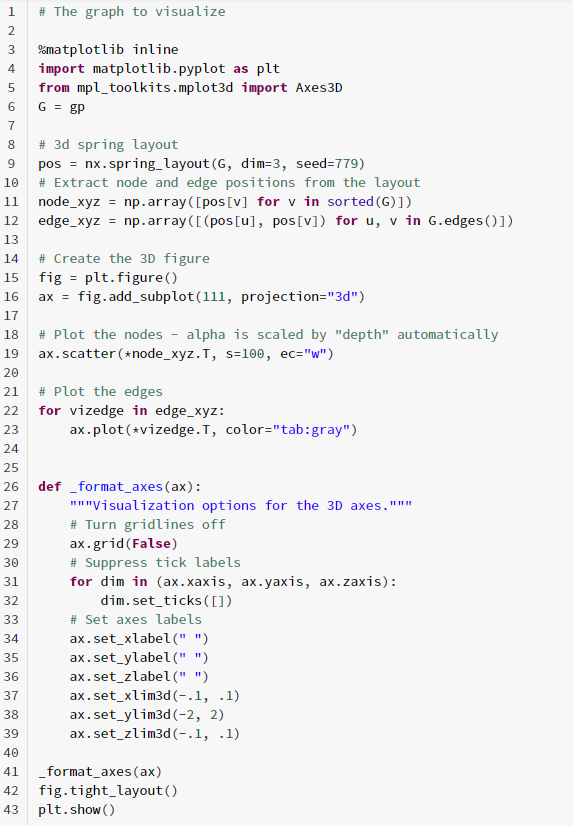 1 # The graph to visualize
2
3 %matplotlib inline
4 import matplotlib.pyplot as plt
5 from mpl_toolkits.mplot3d import Axes3D
6 G = gp
7
8 # 3d spring layout
9 pos = nx.spring_layout(G, dim=3, seed=779)
10 # Extract node and edge positions from the layout
11 node_xyz = np.array([pos[v] for v in sorted(G)])
12 edge_xyz = np.array([(pos[u], pos[v]) for u, v in G.edges()])
13
14 # Create the 3D figure
15 fig = plt.figure()
16 ax = fig.add_subplot(111, projection="3d")
17
18 # Plot the nodes - alpha is scaled by "depth" automatically
19 ax.scatter(*node_xyz.T, s=100, ec="w")
20
21 # Plot the edges
22 for vizedge in edge_xyz:
23     ax.plot(*vizedge.T, color="tab:gray")
24
25
26 def _format_axes(ax):
27     """Visualization options for the 3D axes."""
28     # Turn gridlines off
29     ax.grid(False)
30     # Suppress tick labels
31     for dim in (ax.xaxis, ax.yaxis, ax.zaxis):
32         dim.set_ticks([])
33     # Set axes labels
34     ax.set_xlabel(" ")
35     ax.set_ylabel(" ")
36     ax.set_zlabel(" ")
37     ax.set_xlim3d(-.1, .1)
38     ax.set_ylim3d(-2, 2)
39     ax.set_zlim3d(-.1, .1)
40
41 _format_axes(ax)
42 fig.tight_layout()
43 plt.show()